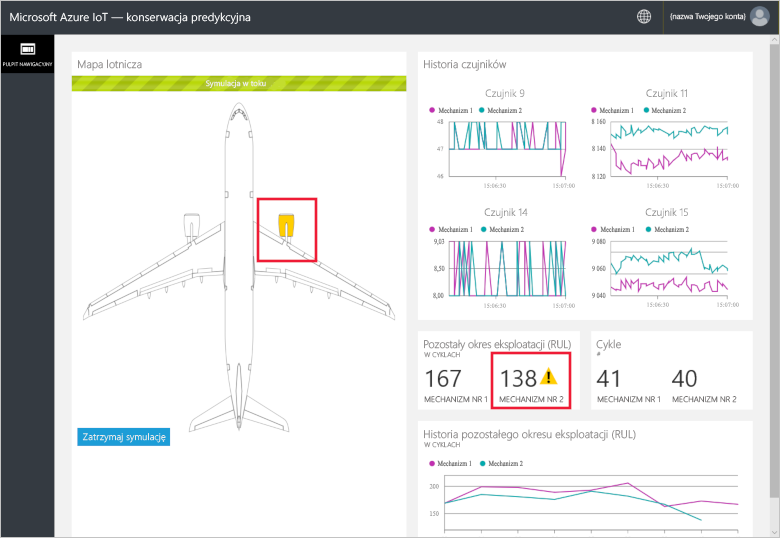 Microsoft Azure IoT — konserwacja predykcyjna
(nazwa Twojego konta)
PULPIT NAWIGACYJNY
Mapa lotnicza
Symulacja w toku
Zatrzymaj symulację
Historia czujników
Czujnik 9
Mechanizm 1 Mechanizm 2
48
47
46
15:06:30 15:07:00
Czujnik 11
Mechanizm 1 Mechanizm 2
8 160
8 140
8 120
15:06:30 15:07:00
Czujnik 14
Mechanizm 1 Mechanizm 2
9,03
8,50
8,00
15:06:30 15:07:00
Czujnik 15
Mechanizm 1 Mechanizm 2
9 080
9 060
9 040
15:06:30 15:07:00
Pozostały okres eksploatacji (RUL)
W CYKLACH
167 138
MECHANIZM NR 1 MECHANIZM NR 2
Cykle
#
41 40
MECHANIZM NR 1 MECHANIZM NR 2
Historia pozostałego okresu eksploatacji (RUL)
W CYKLACH
Mechanizm 1 Mechanizm 2
300
150